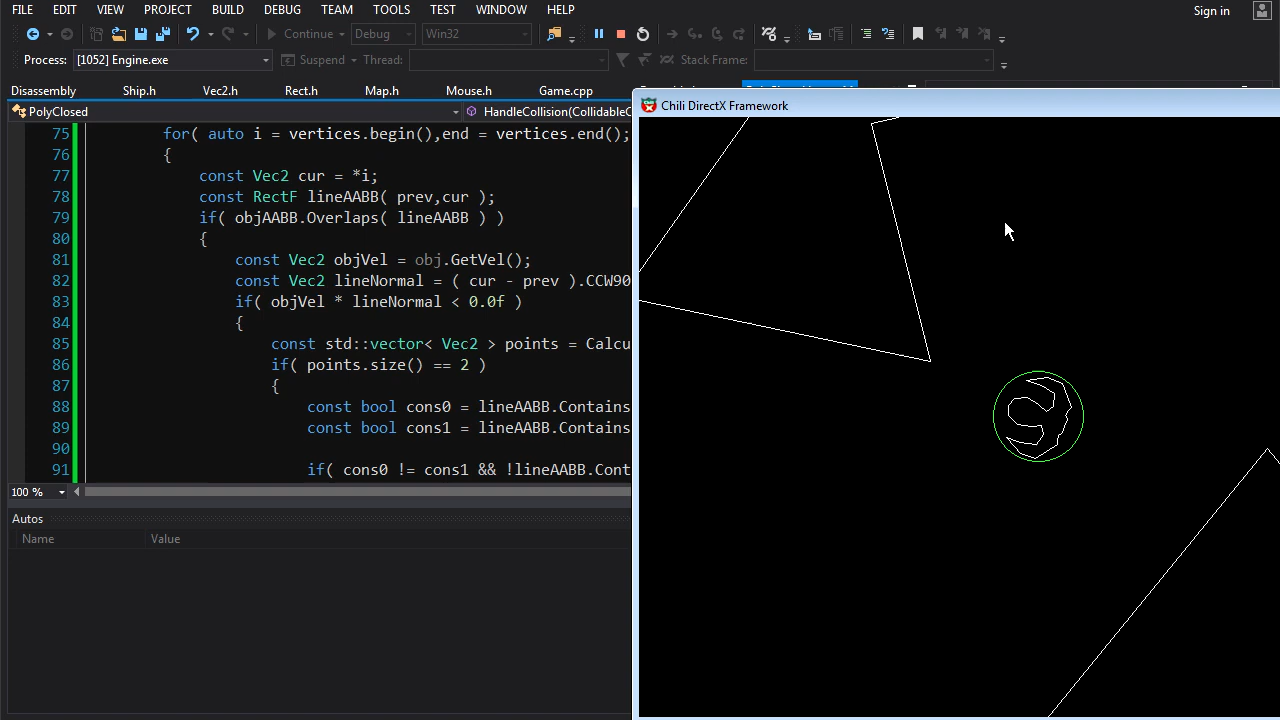 FILE EDIT VIEW PROJECT BUILD DEBUG TEAM TOOLS TEST WINDOW HELP Sign in
Continue Debug Win32
Process: [1052] Engine.exe Suspend Thread: Stack Frame:
Disassembly Ship.h Vec2.h Rect.h Map.h Mouse.h Game.cpp
PolyClosed HandleCollision(CollidableC
Chili DirectX Framework
75 for( auto i = vertices.begin(),end = vertices.end();
76 {
77 const Vec2 cur = *i;
78 const RectF lineAABB( prev,cur );
79 if( objAABB.Overlaps( lineAABB ) )
80 {
81 const Vec2 objVel = obj.GetVel();
82 const Vec2 lineNormal = ( cur - prev ).CCW90
83 if( objVel * lineNormal < 0.0f )
84 {
85 const std::vector< Vec2 > points = Calcu
86 if( points.size() == 2 )
87 {
88 const bool cons0 = lineAABB.Contains
89 const bool cons1 = lineAABB.Contains
90
91 if( cons0 != cons1 && !lineAABB.Cont
100 %
Autos
Name Value